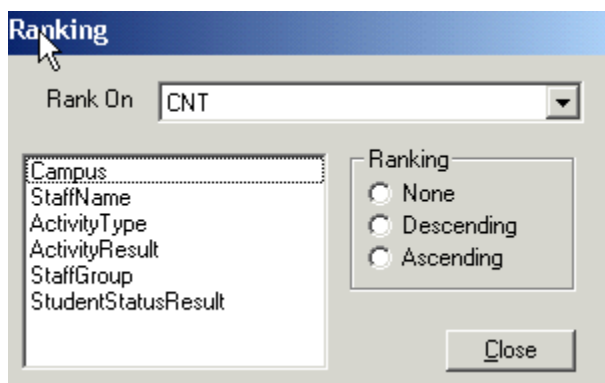 Ranking
Rank On CNT
Campus
StaffName
ActivityType
ActivityResult
StaffGroup
StudentStatusResult
Ranking
None
Descending
Ascending
Close